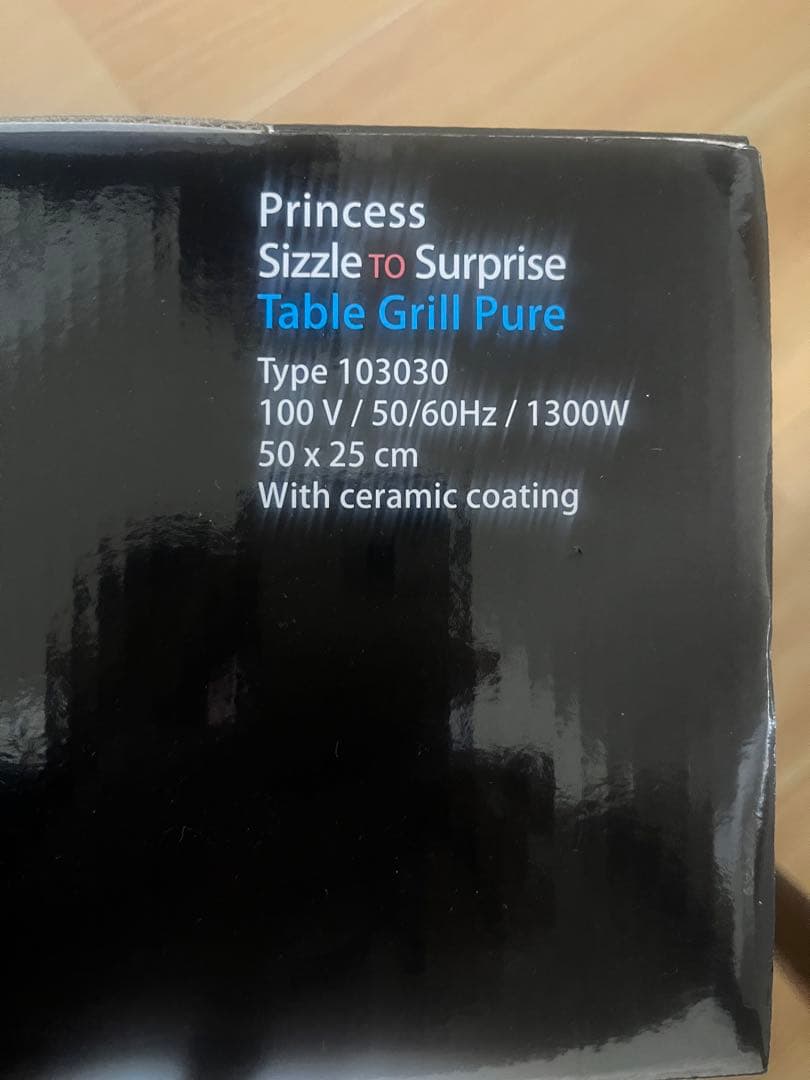 Princess
Sizzle TO Surprise
Table Grill Pure
Type 103030
100 V / 50/60Hz / 1300W
50 x 25 cm
With ceramic coating